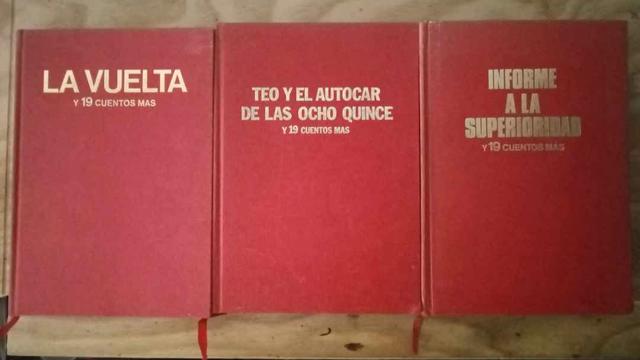 LA VUELTA
Y 19 CUENTOS MAS
TEO Y EL AUTOCAR
DE LAS OCHO QUINCE
Y 19 CUENTOS MAS
INFORME
A LA
SUPERIORIDAD
Y 19 CUENTOS MÁS